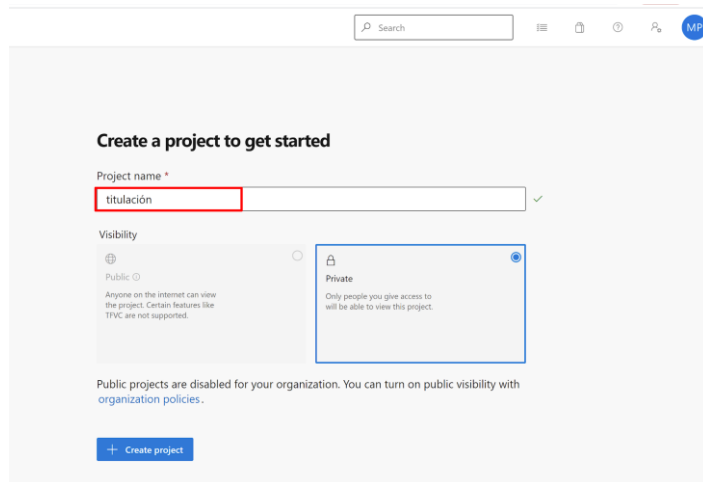 Search
MP
Create a project to get started
Project name *
titulación
Visibility
Public
Anyone on the internet can view
the project. Certain features like
TFVC are not supported.
Private
Only people you give access to
will be able to view this project.
Public projects are disabled for your organization. You can turn on public visibility with
organization policies.
+ Create project